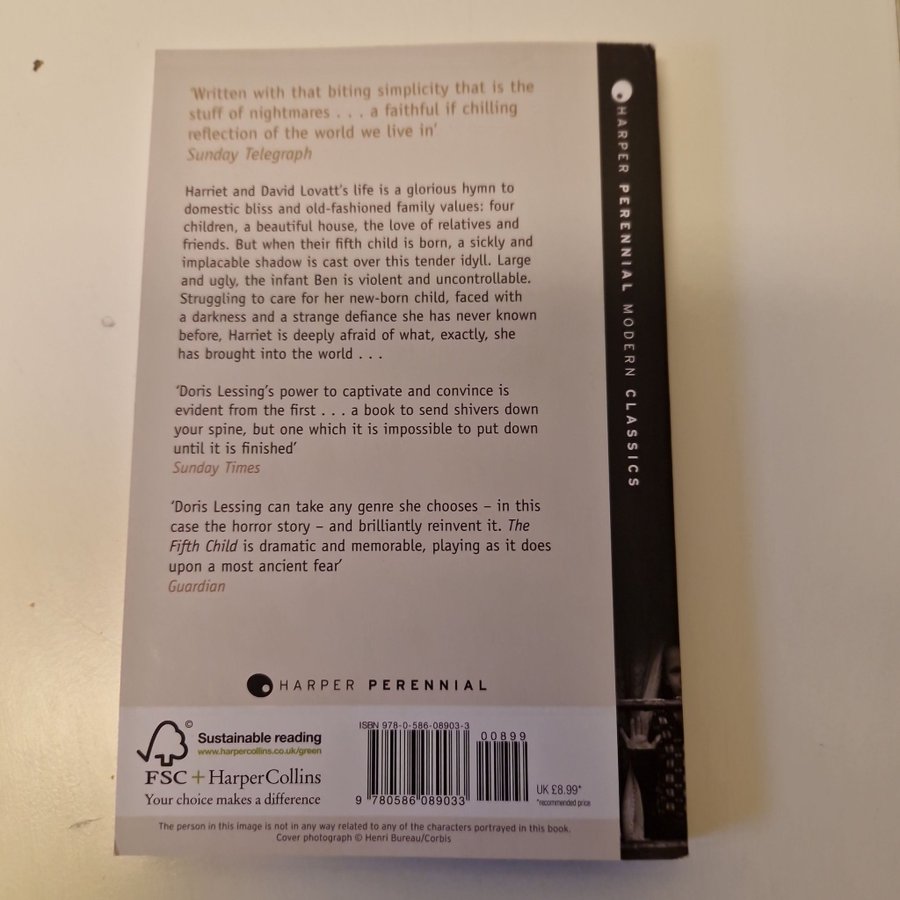 'Written with that biting simplicity that is the
stuff of nightmares . . . a faithful if chilling
reflection of the world we live in'
Sunday Telegraph
Harriet and David Lovatt's life is a glorious hymn to
domestic bliss and old-fashioned family values: four
children, a beautiful house, the love of relatives and
friends. But when their fifth child is born, a sickly and
implacable shadow is cast over this tender idyll. Large
and ugly, the infant Ben is violent and uncontrollable.
Struggling to care for her new-born child, faced with
a darkness and a strange defiance she has never known
before, Harriet is deeply afraid of what, exactly, she
has brought into the world . . .
'Doris Lessing's power to captivate and convince is
evident from the first . . . a book to send shivers down
your spine, but one which it is impossible to put down
until it is finished'
Sunday Times
'Doris Lessing can take any genre she chooses – in this
case the horror story – and brilliantly reinvent it. The
Fifth Child is dramatic and memorable, playing as it does
upon a most ancient fear'
Guardian
HARPER PERENNIAL
©
Sustainable reading
www.harpercollins.co.uk/green
FSC + HarperCollins
Your choice makes a difference
ISBN 978-0-586-08903-3
00899
9 780586 089033
UK £8.99*
*recommended price
The person in this image is not in any way related to any of the characters portrayed in this book.
Cover photograph © Henri Bureau/Corbis
HARPER PERENNIAL MODERN CLASSICS